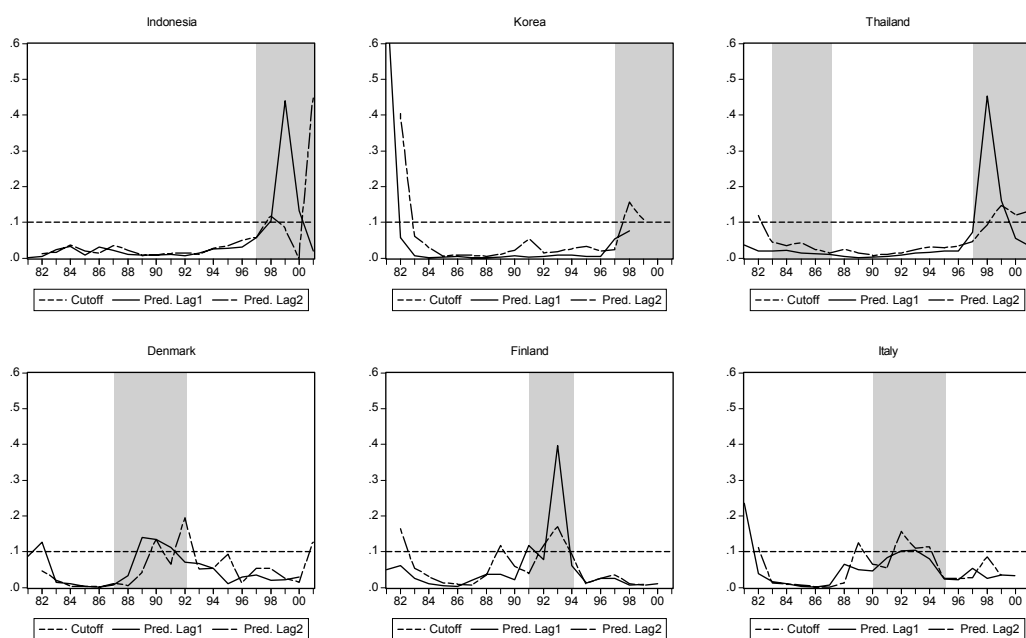 Indonesia
Korea
Thailand
.6
.5
.4
.3
.2
.1
.0
82 84 86 88 90 92 94 96 98 00
Cutoff Pred. Lag1 Pred. Lag2
.6
.5
.4
.3
.2
.1
.0
82 84 86 88 90 92 94 96 98 00
Cutoff Pred. Lag1 Pred. Lag2
.6
.5
.4
.3
.2
.1
.0
82 84 86 88 90 92 94 96 98 00
Cutoff Pred. Lag1 Pred. Lag2
Denmark
Finland
Italy
.6
.5
.4
.3
.2
.1
.0
82 84 86 88 90 92 94 96 98 00
Cutoff Pred. Lag1 Pred. Lag2
.6
.5
.4
.3
.2
.1
.0
82 84 86 88 90 92 94 96 98 00
Cutoff Pred. Lag1 Pred. Lag2
.6
.5
.4
.3
.2
.1
.0
82 84 86 88 90 92 94 96 98 00
Cutoff Pred. Lag1 Pred. Lag2